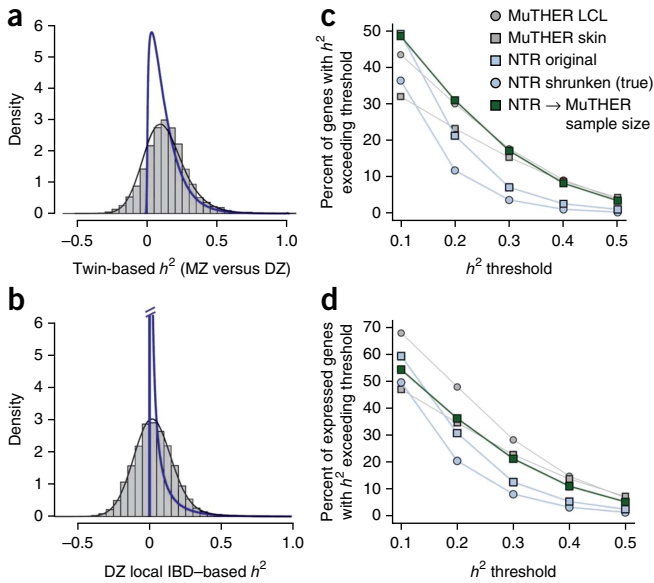 a
6
5
4
3
2
1
0
Density
–0.5 0 0.5 1.0
Twin-based h² (MZ versus DZ)
b
6
5
4
3
2
1
0
Density
–0.5 0 0.5 1.0
DZ local IBD–based h²
c
MuTHER LCL
MuTHER skin
NTR original
NTR shrunken (true)
NTR → MuTHER
sample size
50
40
30
20
10
0
Percent of genes with h²
exceeding threshold
0.1 0.2 0.3 0.4 0.5
h² threshold
d
70
60
50
40
30
20
10
0
Percent of expressed genes
with h² exceeding threshold
0.1 0.2 0.3 0.4 0.5
h² threshold